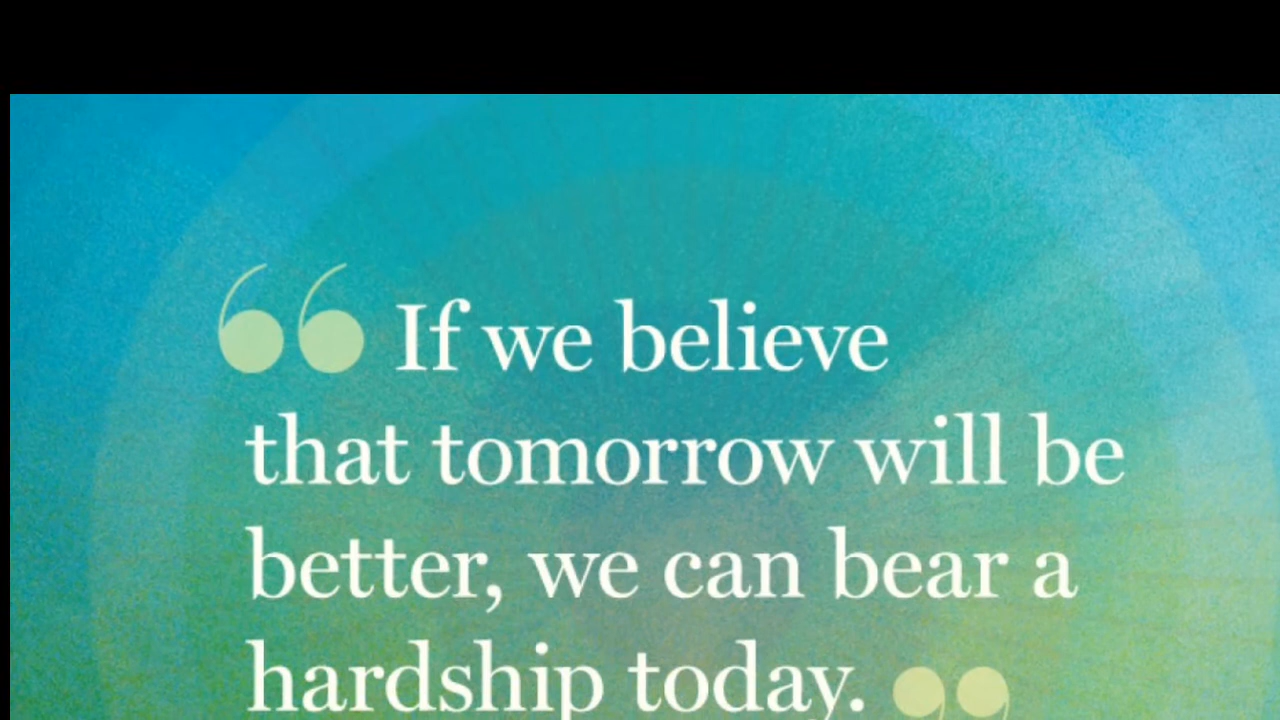 “ If we believe
that tomorrow will be
better, we can bear a
hardship today. ”